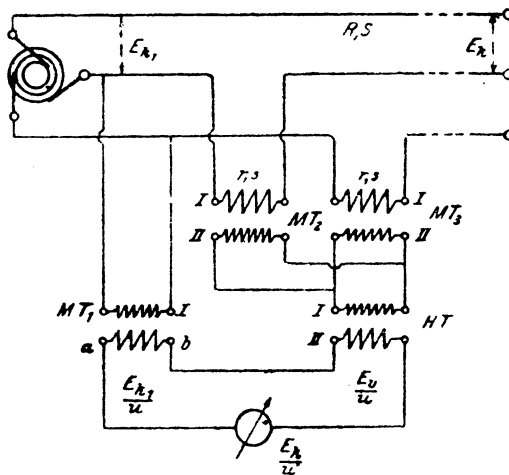 E_k₁
R, S
E_k
r, s
r, s
I
I
MT₂
MT₃
II
II
MT₁
I
I
HT
a
b
II
E_k₁/u
E_v/u
E_k/u